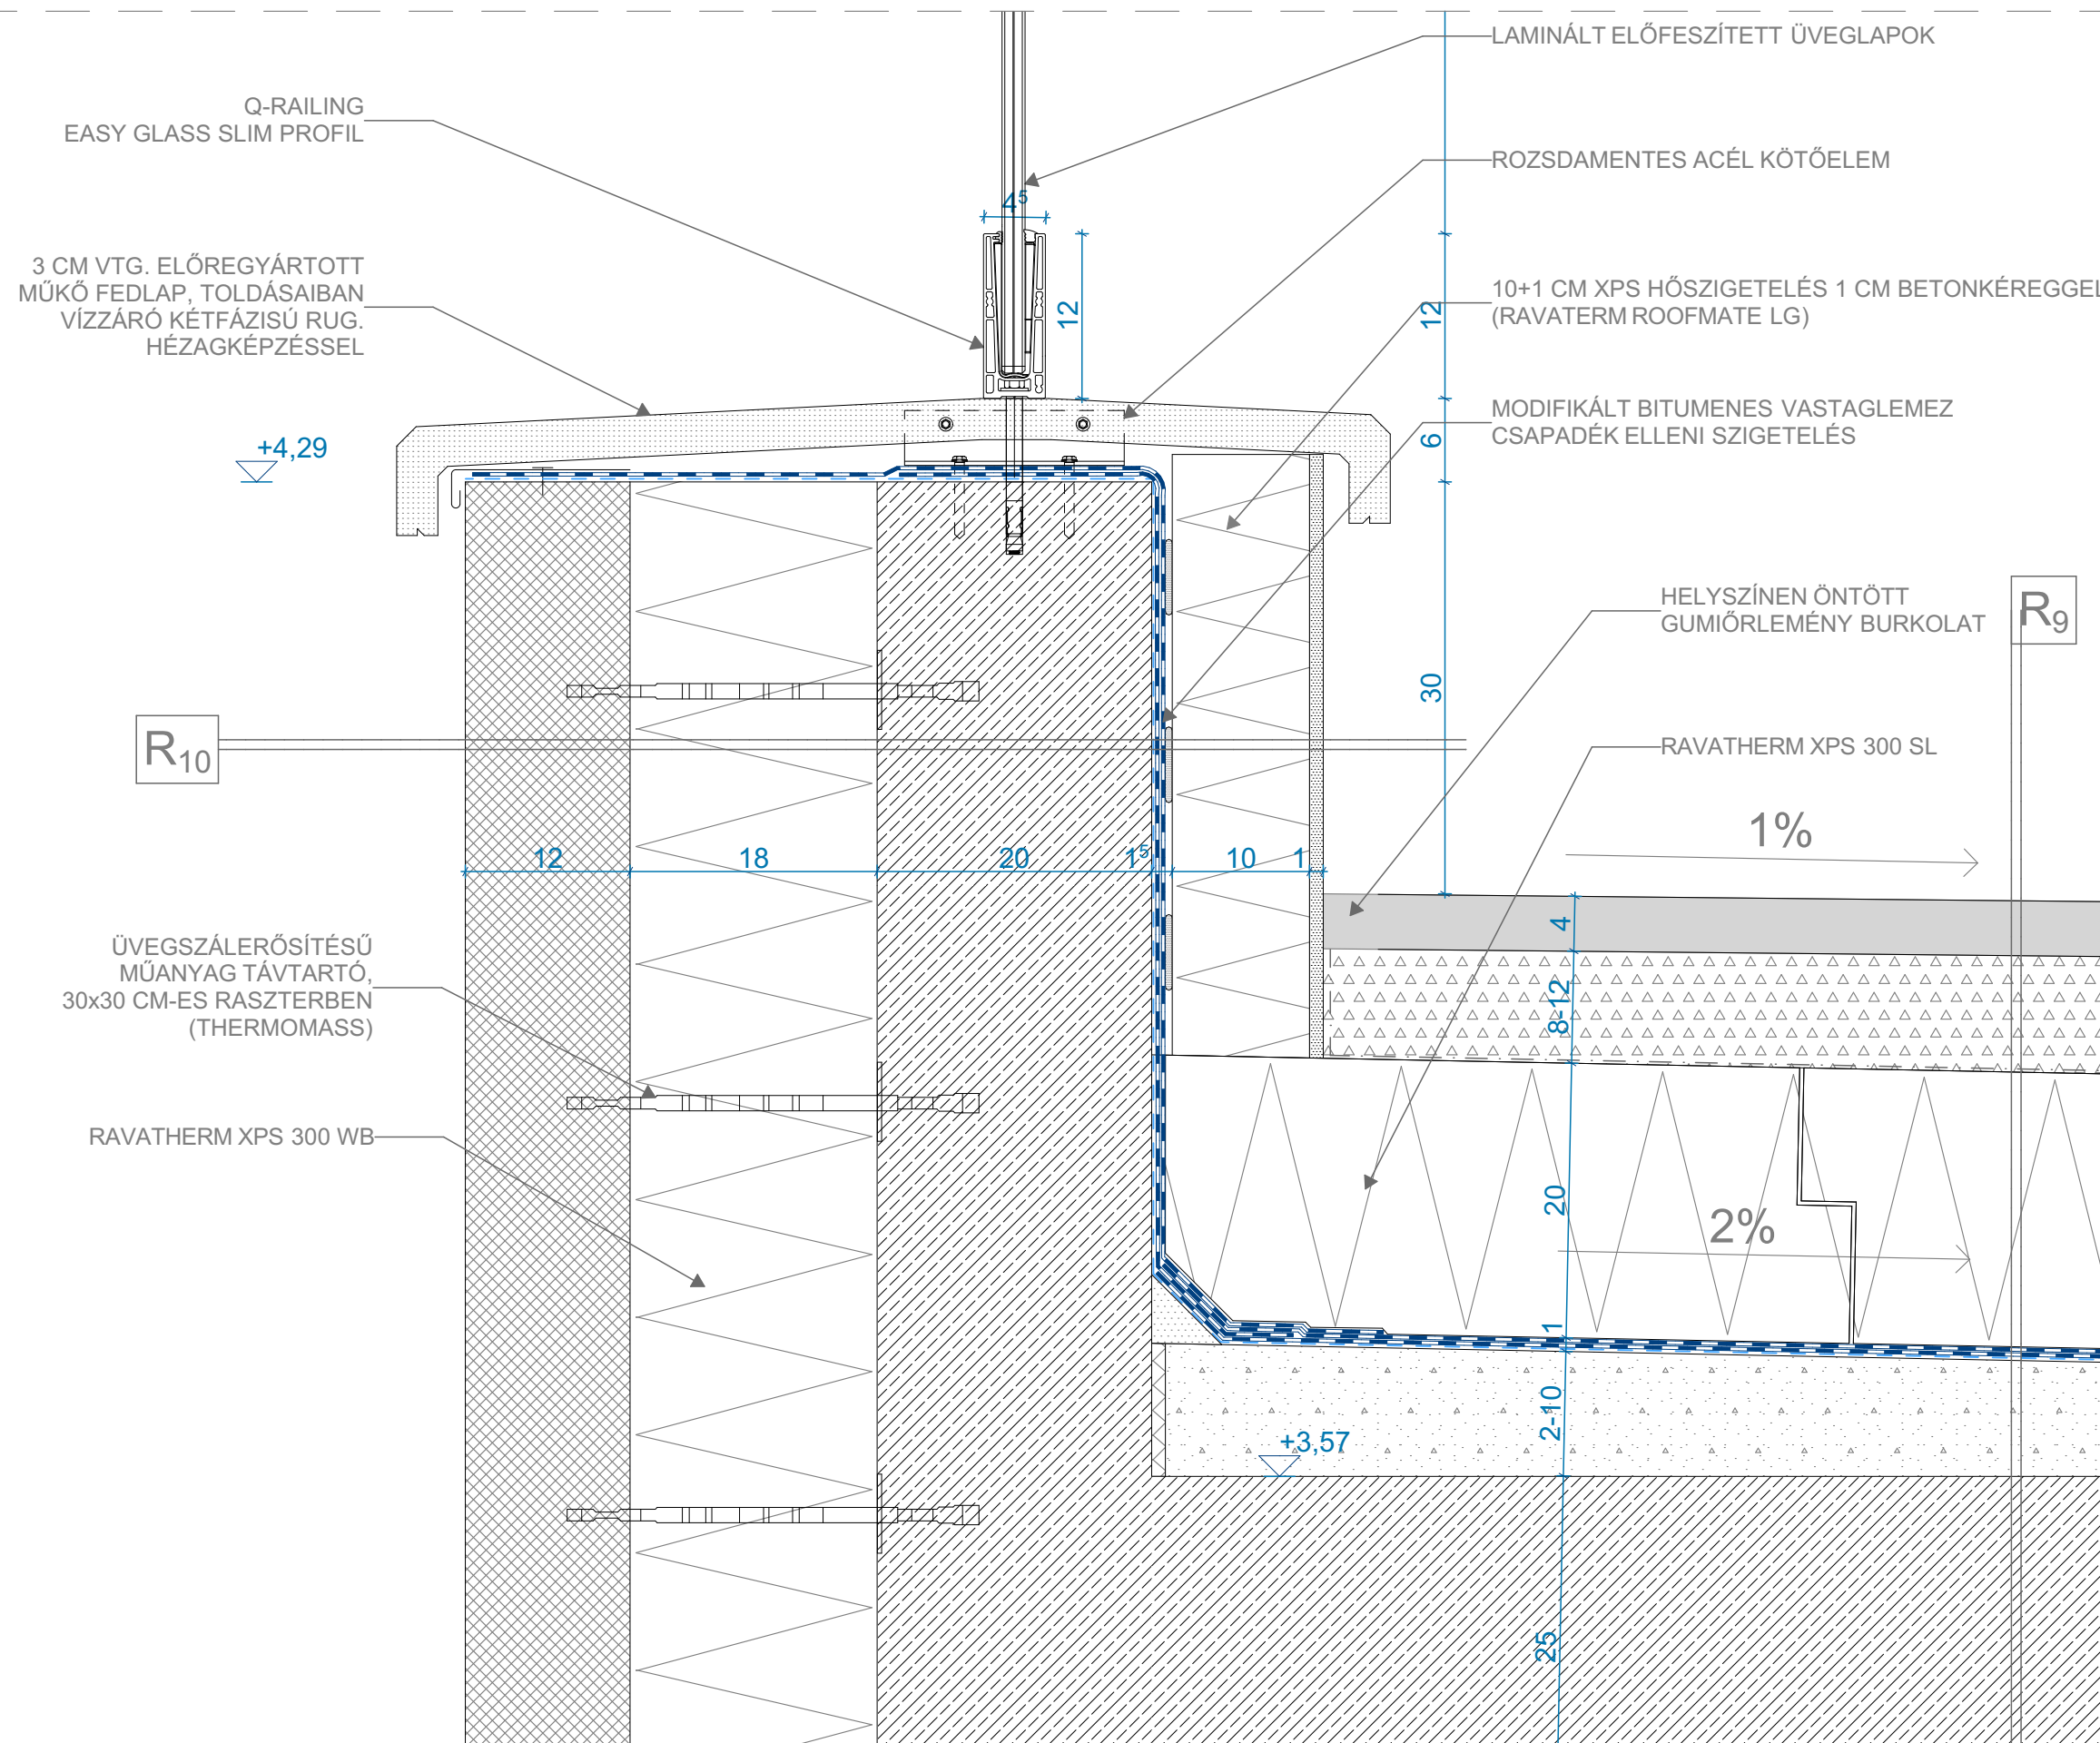 LAMINÁLT ELŐFESZÍTETT ÜVEGLAPOK
Q-RAILING
EASY GLASS SLIM PROFIL
ROZSDAMENTES ACÉL KÖTŐELEM
4⁵
3 CM VTG. ELŐREGYÁRTOTT
MŰKŐ FEDLAP, TOLDÁSAIBAN
VÍZZÁRÓ KÉTFÁZISÚ RUG.
HÉZAGKÉPZÉSSEL
12
12
10+1 CM XPS HŐSZIGETELÉS 1 CM BETONKÉREGGEL
(RAVATERM ROOFMATE LG)
MODIFIKÁLT BITUMENES VASTAGLEMEZ
CSAPADÉK ELLENI SZIGETELÉS
6
+4,29
HELYSZÍNEN ÖNTÖTT
GUMIŐRLEMÉNY BURKOLAT
R9
30
R10
RAVATHERM XPS 300 SL
1%
12
18
20
1⁵
10
1
4
ÜVEGSZÁLERŐSÍTÉSŰ
MŰANYAG TÁVTARTÓ,
30x30 CM-ES RASZTERBEN
(THERMOMASS)
8-12
RAVATHERM XPS 300 WB
20
2%
1
2-10
+3,57
25